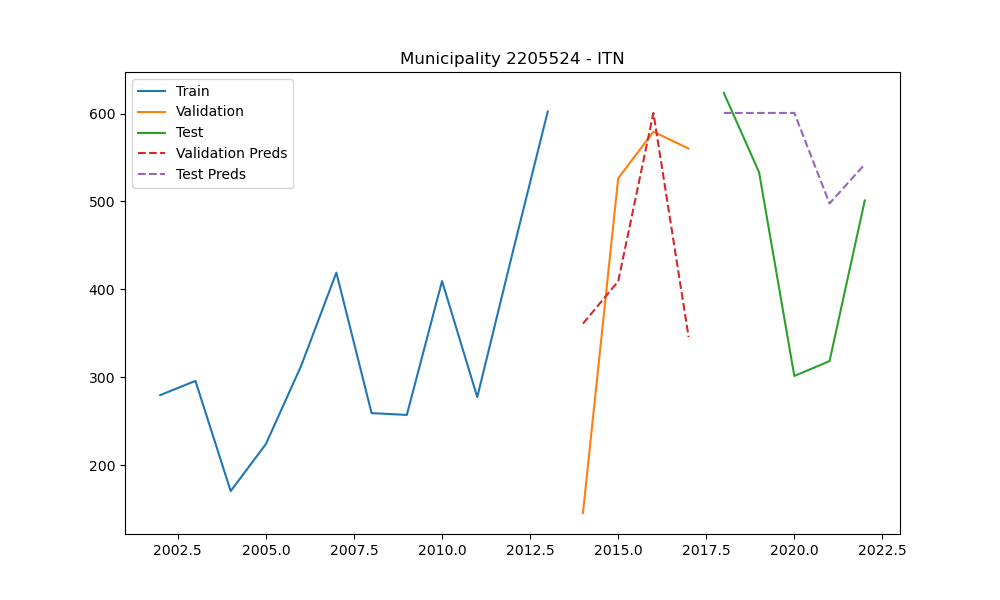 Municipality 2205524 - ITN
Train
Validation
Test
Validation Preds
Test Preds
600
500
400
300
200
2002.5 2005.0 2007.5 2010.0 2012.5 2015.0 2017.5 2020.0 2022.5